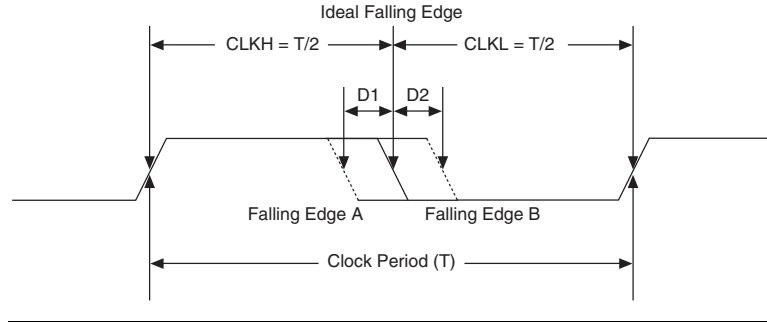 Ideal Falling Edge
CLKH = T/2
CLKL = T/2
D1
D2
Falling Edge A
Falling Edge B
Clock Period (T)